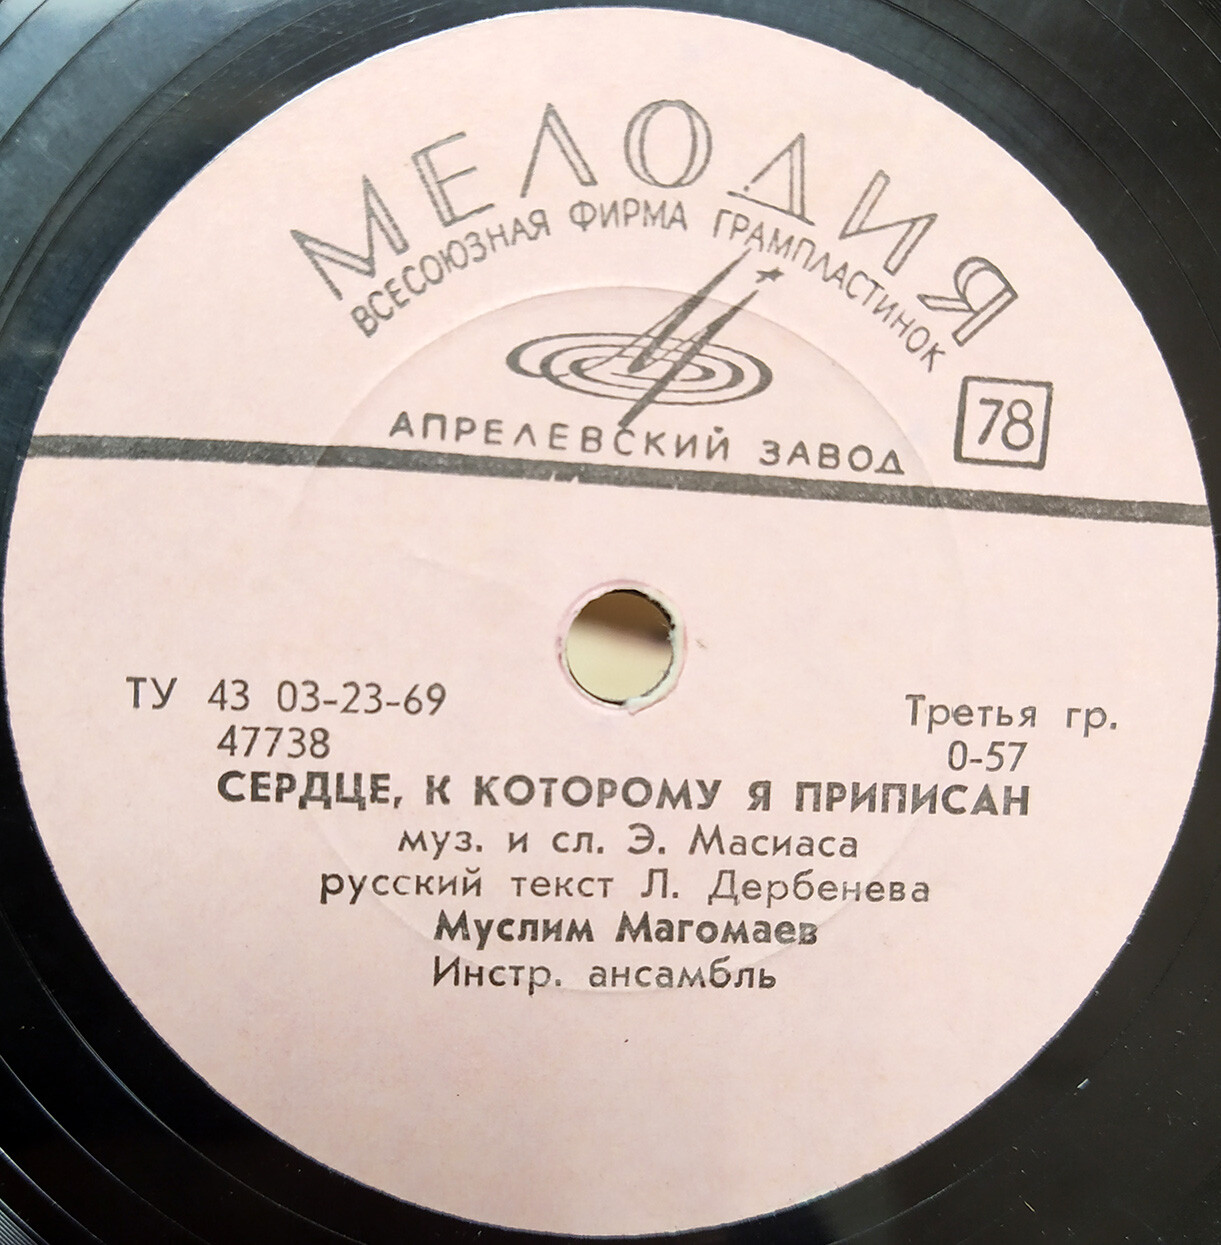 МЕЛОДИЯ
ВСЕСОЮЗНАЯ ФИРМА ГРАМПЛАСТИНОК
78
АПРЕЛЕВСКИЙ ЗАВОД
ТУ 43 03-23-69
Третья гр.
47738
0-57
СЕРДЦЕ, К КОТОРОМУ Я ПРИПИСАН
муз. и сл. Э. Масиаса
русский текст Л. Дербенева
Муслим Магомаев
Инстр. ансамбль